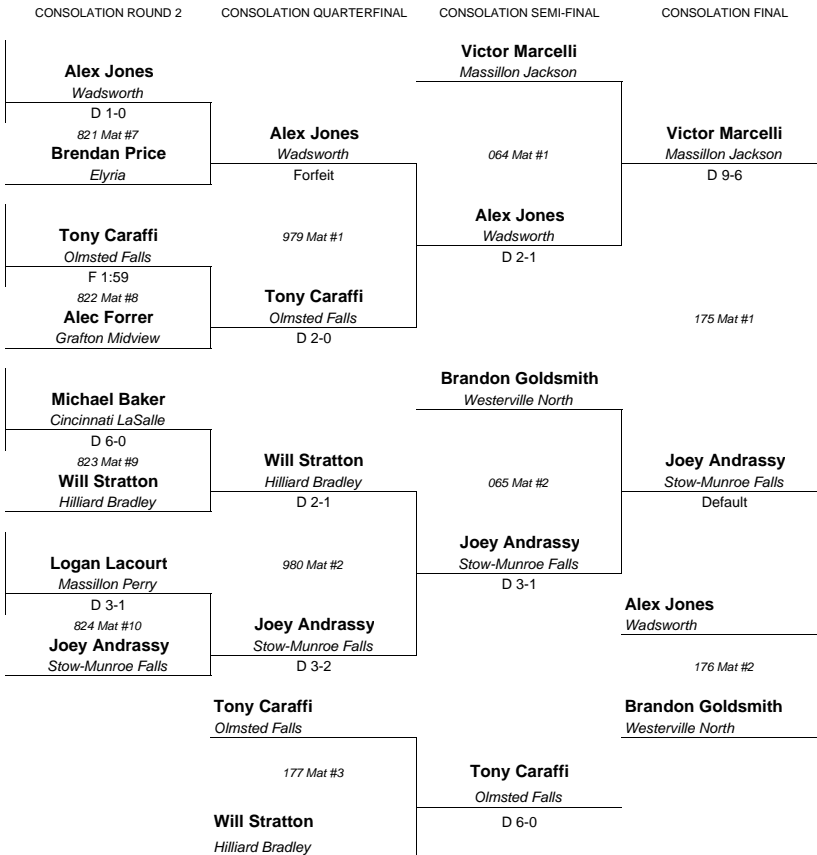 CONSOLATION ROUND 2 CONSOLATION QUARTERFINAL CONSOLATION SEMI-FINAL CONSOLATION FINAL
Alex Jones
Wadsworth
D 1-0
821 Mat #7
Brendan Price
Elyria
Tony Caraffi
Olmsted Falls
F 1:59
822 Mat #8
Alec Forrer
Grafton Midview
Michael Baker
Cincinnati LaSalle
D 6-0
823 Mat #9
Will Stratton
Hilliard Bradley
Logan Lacourt
Massillon Perry
D 3-1
824 Mat #10
Joey Andrassy
Stow-Munroe Falls
Alex Jones
Wadsworth
Forfeit
979 Mat #1
Tony Caraffi
Olmsted Falls
D 2-0
Will Stratton
Hilliard Bradley
D 2-1
980 Mat #2
Joey Andrassy
Stow-Munroe Falls
D 3-2
Tony Caraffi
Olmsted Falls
177 Mat #3
Will Stratton
Hilliard Bradley
Victor Marcelli
Massillon Jackson
064 Mat #1
Alex Jones
Wadsworth
D 2-1
Brandon Goldsmith
Westerville North
065 Mat #2
Joey Andrassy
Stow-Munroe Falls
D 3-1
Tony Caraffi
Olmsted Falls
D 6-0
Victor Marcelli
Massillon Jackson
D 9-6
175 Mat #1
Joey Andrassy
Stow-Munroe Falls
Default
Alex Jones
Wadsworth
176 Mat #2
Brandon Goldsmith
Westerville North